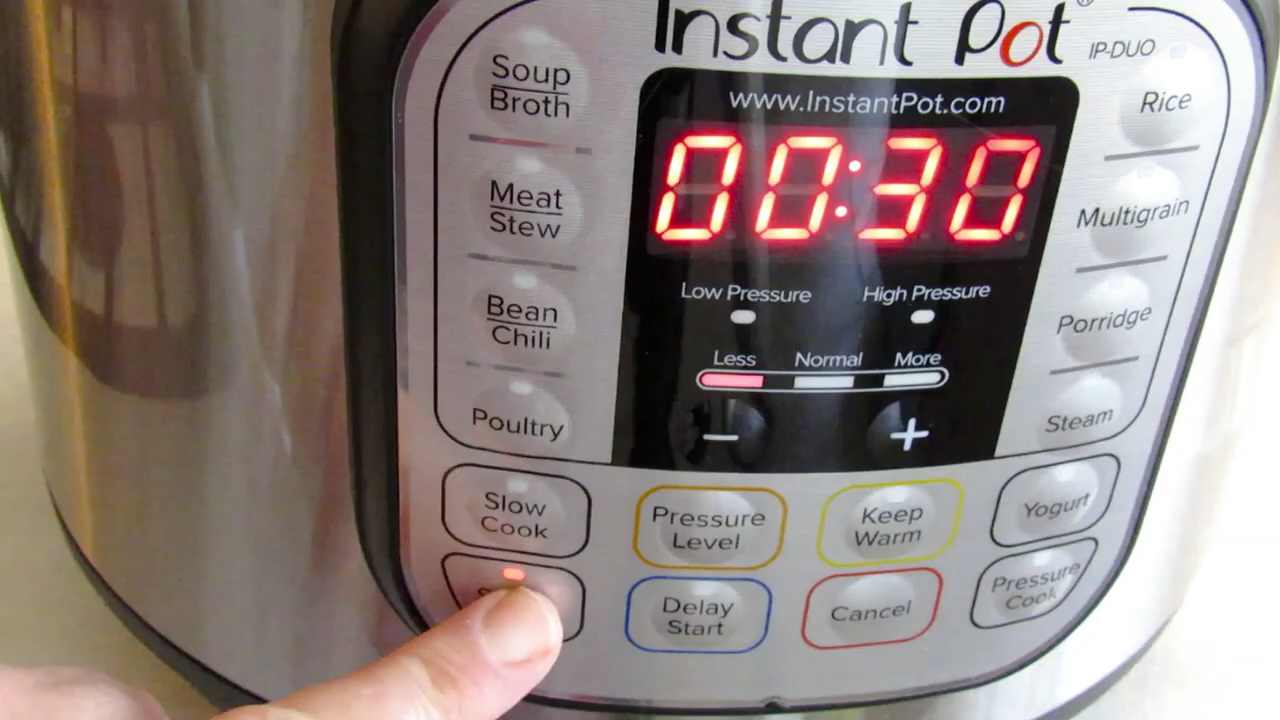 Instant Pot® IP-DUO
www.InstantPot.com
00:30
Low Pressure High Pressure
Less Normal More
− +
Soup
Broth
Meat
Stew
Bean
Chili
Poultry
Rice
Multigrain
Porridge
Steam
Slow
Cook
Pressure
Level
Keep
Warm
Yogurt
Delay
Start
Cancel
Pressure
Cook